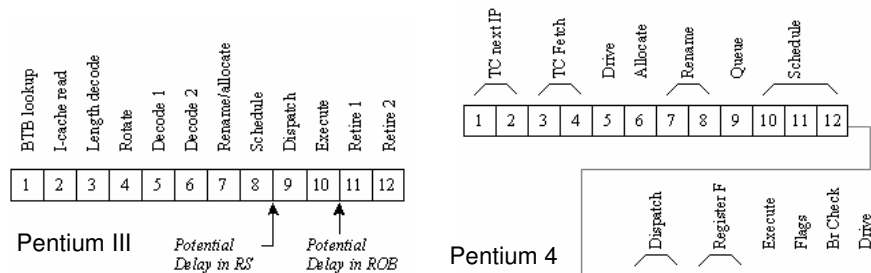 BTB lookup
I-cache read
Length decode
Rotate
Decode 1
Decode 2
Rename/allocate
Schedule
Dispatch
Execute
Retire 1
Retire 2
1 2 3 4 5 6 7 8 9 10 11 12
Pentium III
Potential
Delay in RS
Potential
Delay in ROB
TC next IP
TC Fetch
Drive
Allocate
Rename
Queue
Schedule
1 2 3 4 5 6 7 8 9 10 11 12
Pentium 4
Dispatch
Register F
Execute
Flags
Br Check
Drive